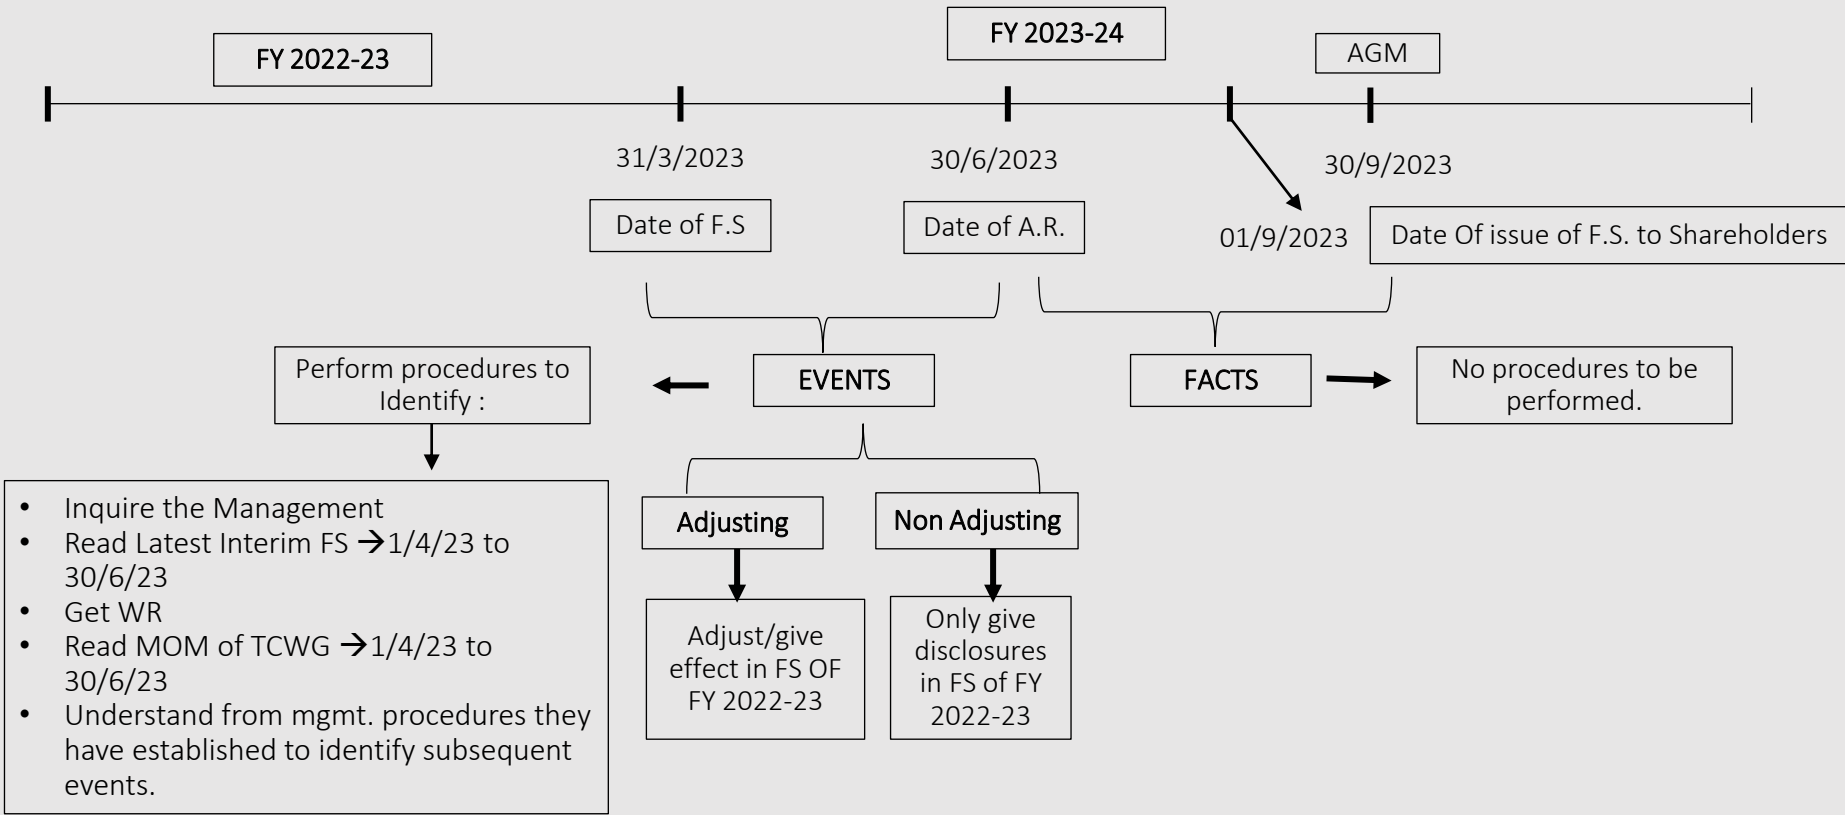 FY 2022-23
FY 2023-24
AGM
31/3/2023
30/6/2023
30/9/2023
Date of F.S
Date of A.R.
01/9/2023
Date Of issue of F.S. to Shareholders
Perform procedures to
Identify :
EVENTS
FACTS
No procedures to be
performed.
• Inquire the Management
• Read Latest Interim FS →1/4/23 to
30/6/23
• Get WR
• Read MOM of TCWG →1/4/23 to
30/6/23
• Understand from mgmt. procedures they
have established to identify subsequent
events.
Adjusting
Non Adjusting
Adjust/give
effect in FS OF
FY 2022-23
Only give
disclosures
in FS of FY
2022-23